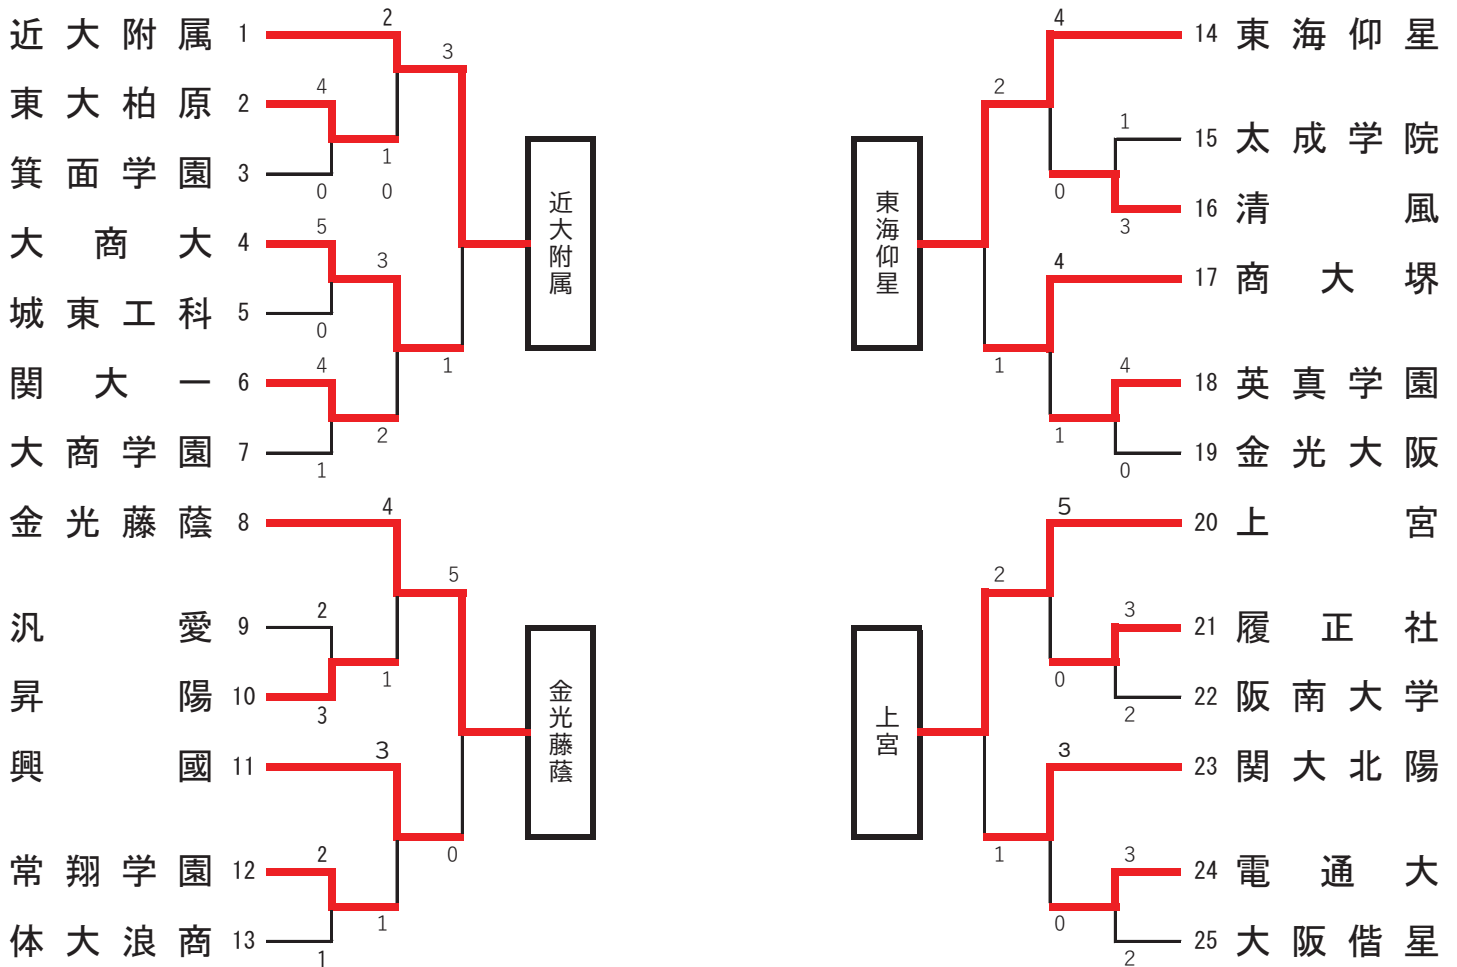 近大附属 1
東大柏原 2
箕面学園 3
大商大 4
城東工科 5
関大一 6
大商学園 7
金光藤蔭 8
汎愛 9
昇陽 10
興國 11
常翔学園 12
体大浪商 13
2
3
4
1
0
0
5
3
0
4
1
2
1
4
5
2
1
3
3
0
2
1
1
近大附属
金光藤蔭
東海仰星
上宮
4
2
1
0
3
4
1
4
1
0
5
2
3
0
2
3
1
3
0
2
14 東海仰星
15 太成学院
16 清風
17 商大堺
18 英真学園
19 金光大阪
20 上宮
21 履正社
22 阪南大学
23 関大北陽
24 電通大
25 大阪偕星